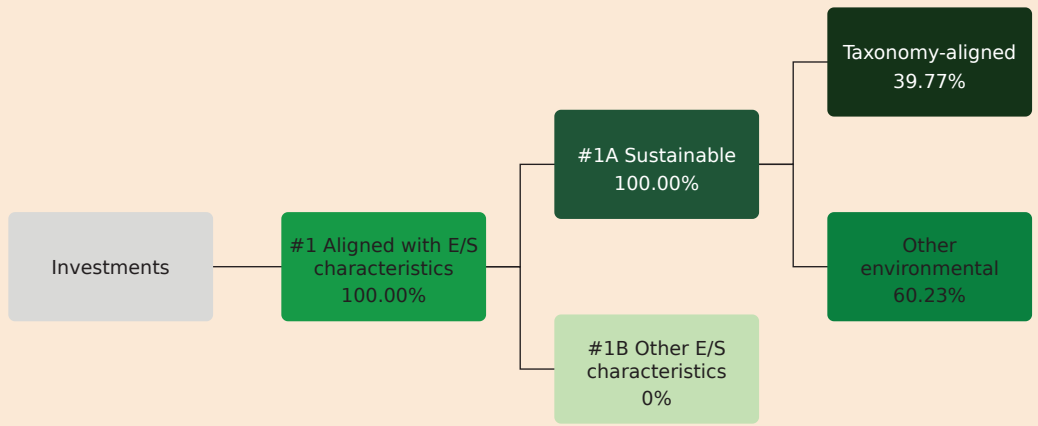 Investments
#1 Aligned with E/S
characteristics
100.00%
#1A Sustainable
100.00%
#1B Other E/S
characteristics
0%
Taxonomy-aligned
39.77%
Other
environmental
60.23%